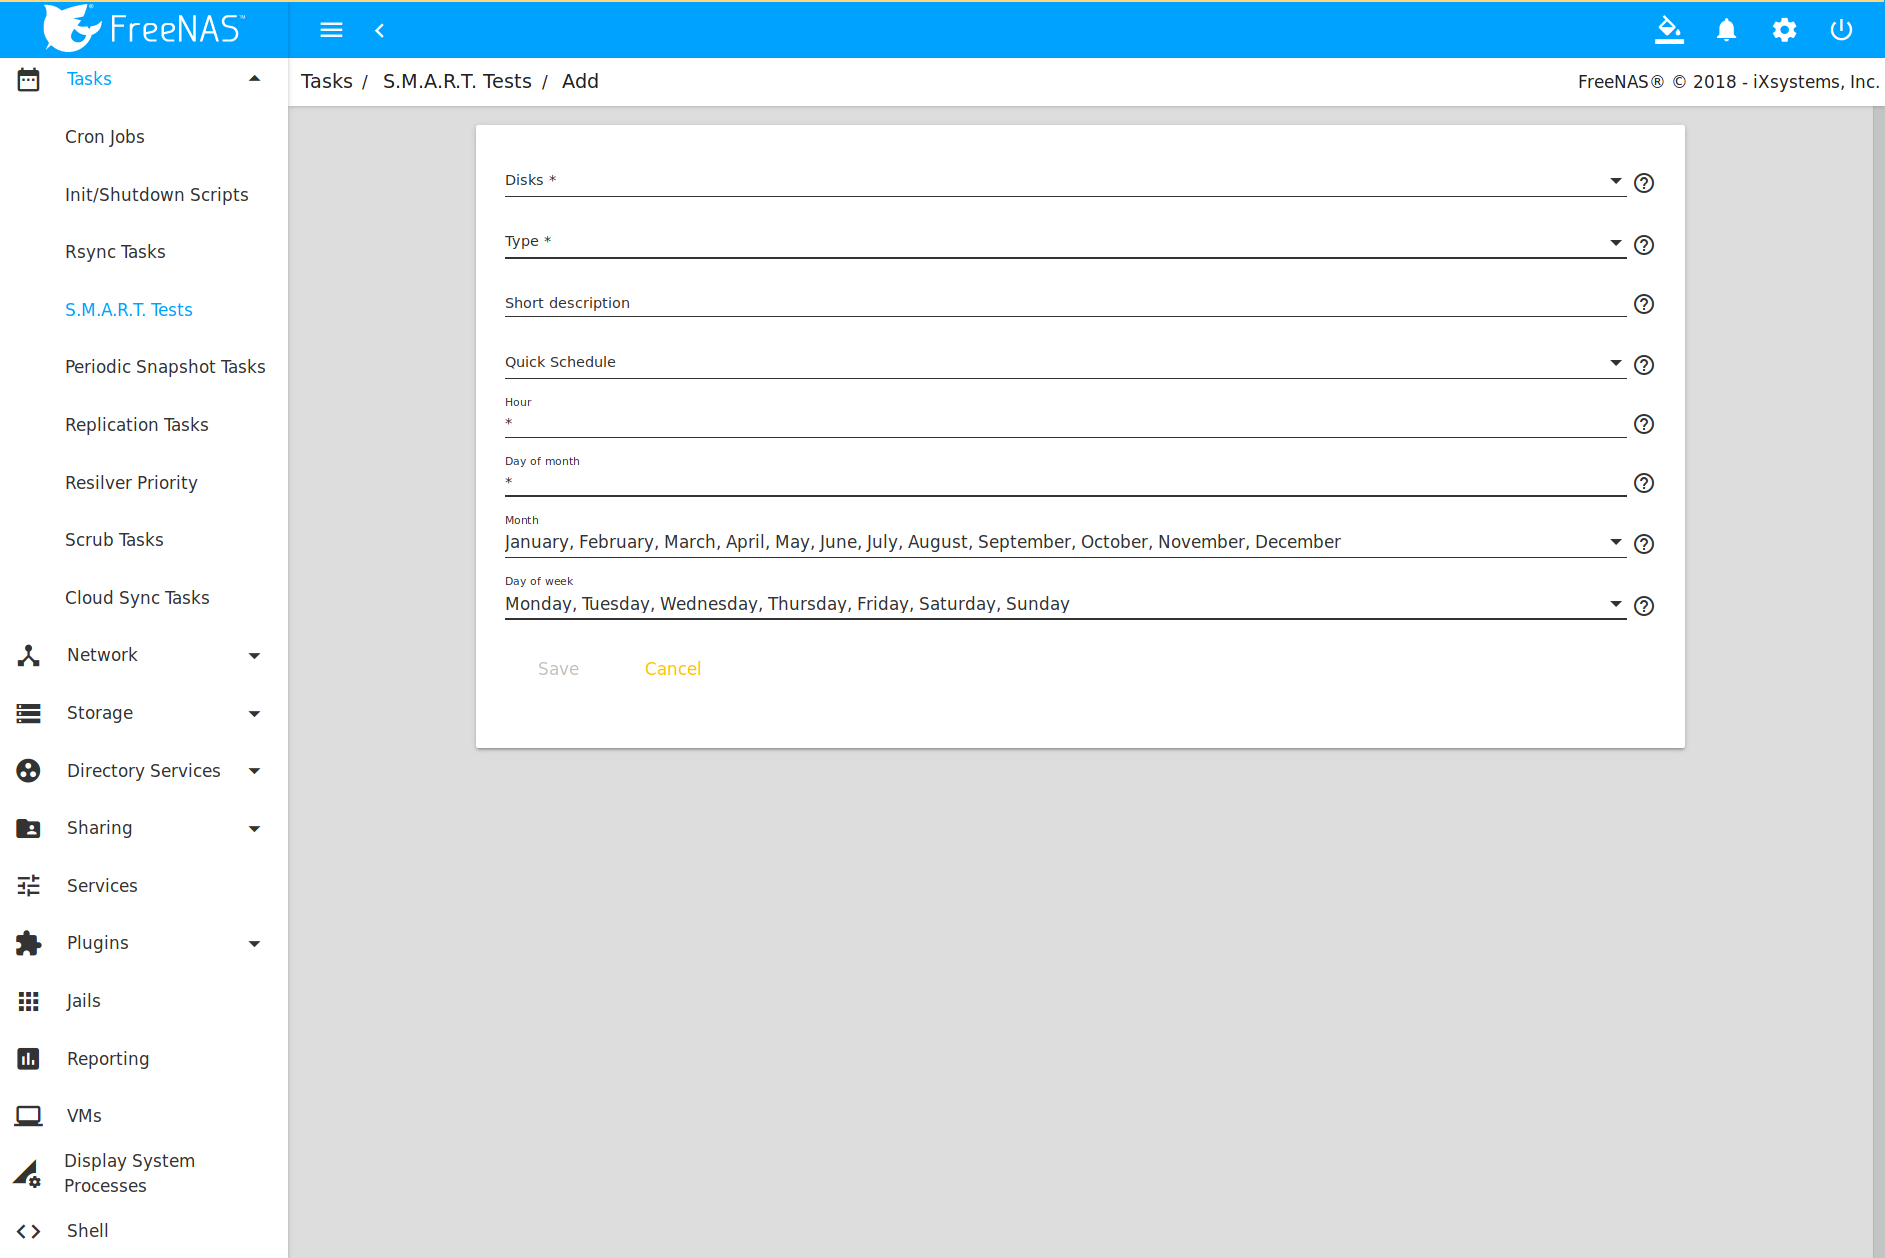 FreeNAS™
Tasks
Cron Jobs
Init/Shutdown Scripts
Rsync Tasks
S.M.A.R.T. Tests
Periodic Snapshot Tasks
Replication Tasks
Resilver Priority
Scrub Tasks
Cloud Sync Tasks
Network
Storage
Directory Services
Sharing
Services
Plugins
Jails
Reporting
VMs
Display System
Processes
Shell
Tasks / S.M.A.R.T. Tests / Add
FreeNAS® © 2018 - iXsystems, Inc.
Disks *
Type *
Short description
Quick Schedule
Hour
*
Day of month
*
Month
January, February, March, April, May, June, July, August, September, October, November, December
Day of week
Monday, Tuesday, Wednesday, Thursday, Friday, Saturday, Sunday
Save Cancel